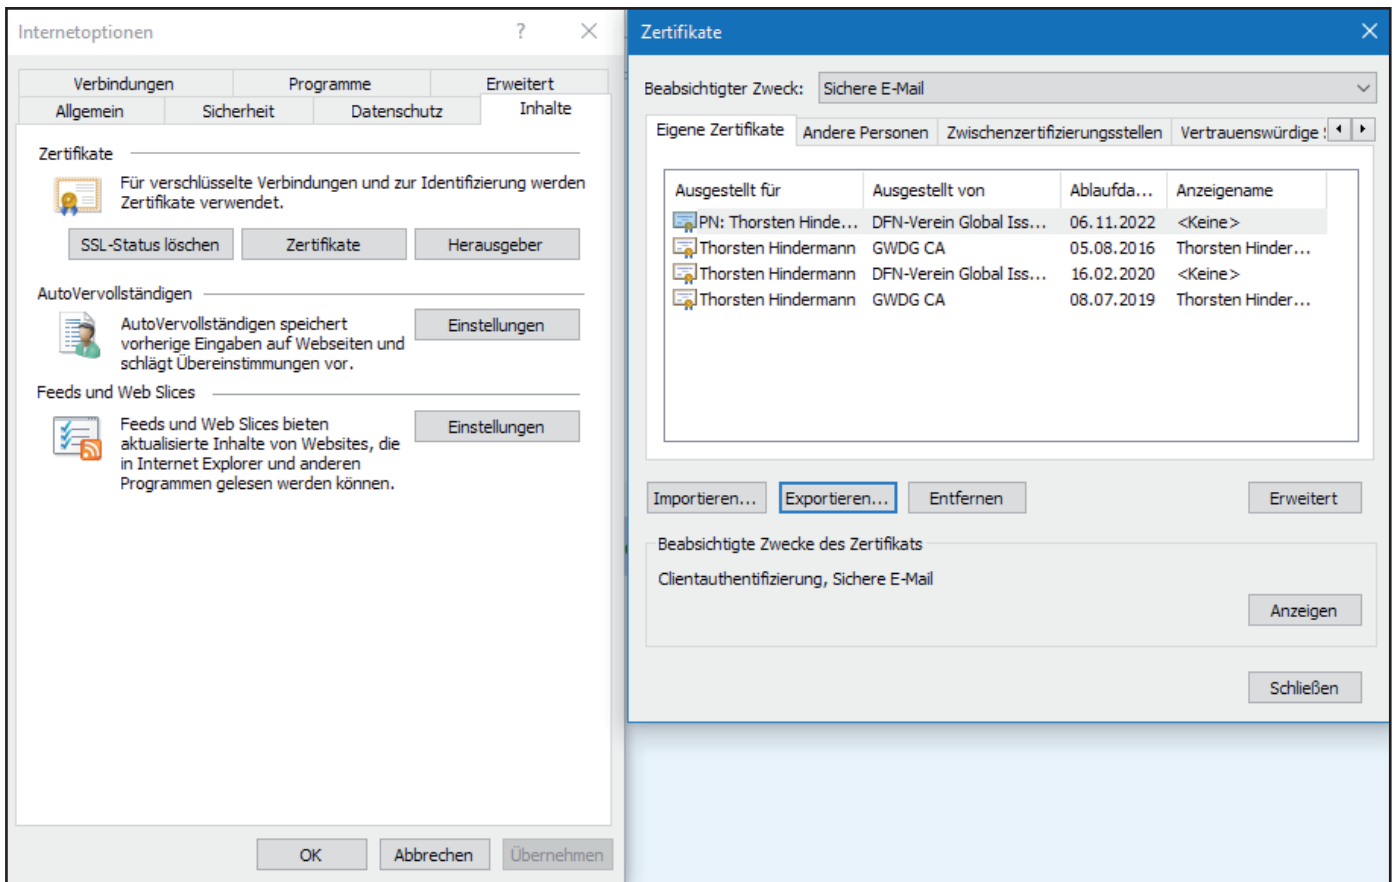 Internetoptionen
?
Verbindungen Programme Erweitert
Allgemein Sicherheit Datenschutz Inhalte
Zertifikate
Für verschlüsselte Verbindungen und zur Identifizierung werden
Zertifikate verwendet.
SSL-Status löschen Zertifikate Herausgeber
AutoVervollständigen
AutoVervollständigen speichert
vorherige Eingaben auf Webseiten und
schlägt Übereinstimmungen vor.
Einstellungen
Feeds und Web Slices
Feeds und Web Slices bieten
aktualisierte Inhalte von Websites, die
in Internet Explorer und anderen
Programmen gelesen werden können.
Einstellungen
OK Abbrechen Übernehmen
Zertifikate
Beabsichtigter Zweck: Sichere E-Mail
Eigene Zertifikate Andere Personen Zwischenzertifizierungsstellen Vertrauenswürdige
Ausgestellt für Ausgestellt von Ablaufda... Anzeigename
PN: Thorsten Hinde... DFN-Verein Global Iss... 06.11.2022 <Keine>
Thorsten Hindermann GWDG CA 05.08.2016 Thorsten Hinder...
Thorsten Hindermann DFN-Verein Global Iss... 16.02.2020 <Keine>
Thorsten Hindermann GWDG CA 08.07.2019 Thorsten Hinder...
Importieren... Exportieren... Entfernen Erweitert
Beabsichtigte Zwecke des Zertifikats
Clientauthentifizierung, Sichere E-Mail
Anzeigen
Schließen